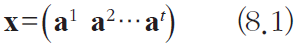 x=(a¹ a²⋯aᵗ) (8.1)